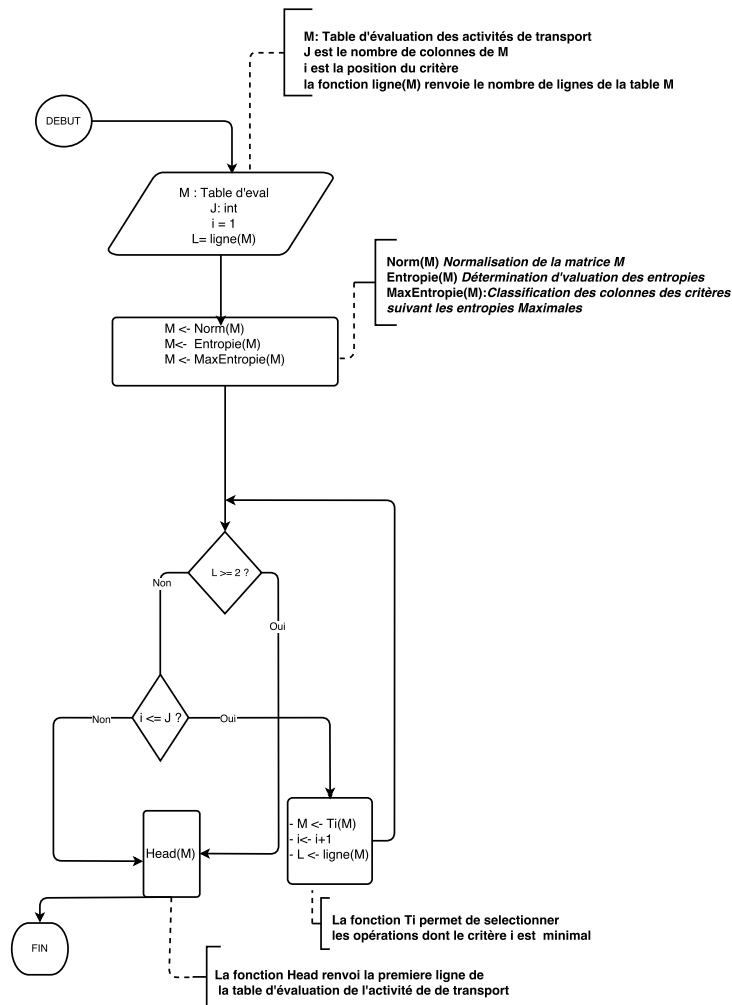 M: Table d'évaluation des activités de transport
J est le nombre de colonnes de M
i est la position du critère
la fonction ligne(M) renvoie le nombre de lignes de la table M
DEBUT
M : Table d'eval
J: int
i = 1
L= ligne(M)
Norm(M) Normalisation de la matrice M
Entropie(M) Détermination d'valuation des entropies
MaxEntropie(M):Classification des colonnes des critères
suivant les entropies Maximales
M <- Norm(M)
M<- Entropie(M)
M <- MaxEntropie(M)
L >= 2 ?
Non
Oui
i <= J ?
Non
Oui
- M <- Ti(M)
- i<- i+1
- L <- ligne(M)
Head(M)
La fonction Ti permet de selectionner
les opérations dont le critère i est minimal
FIN
La fonction Head renvoi la premiere ligne de
la table d'évaluation de l'activité de de transport